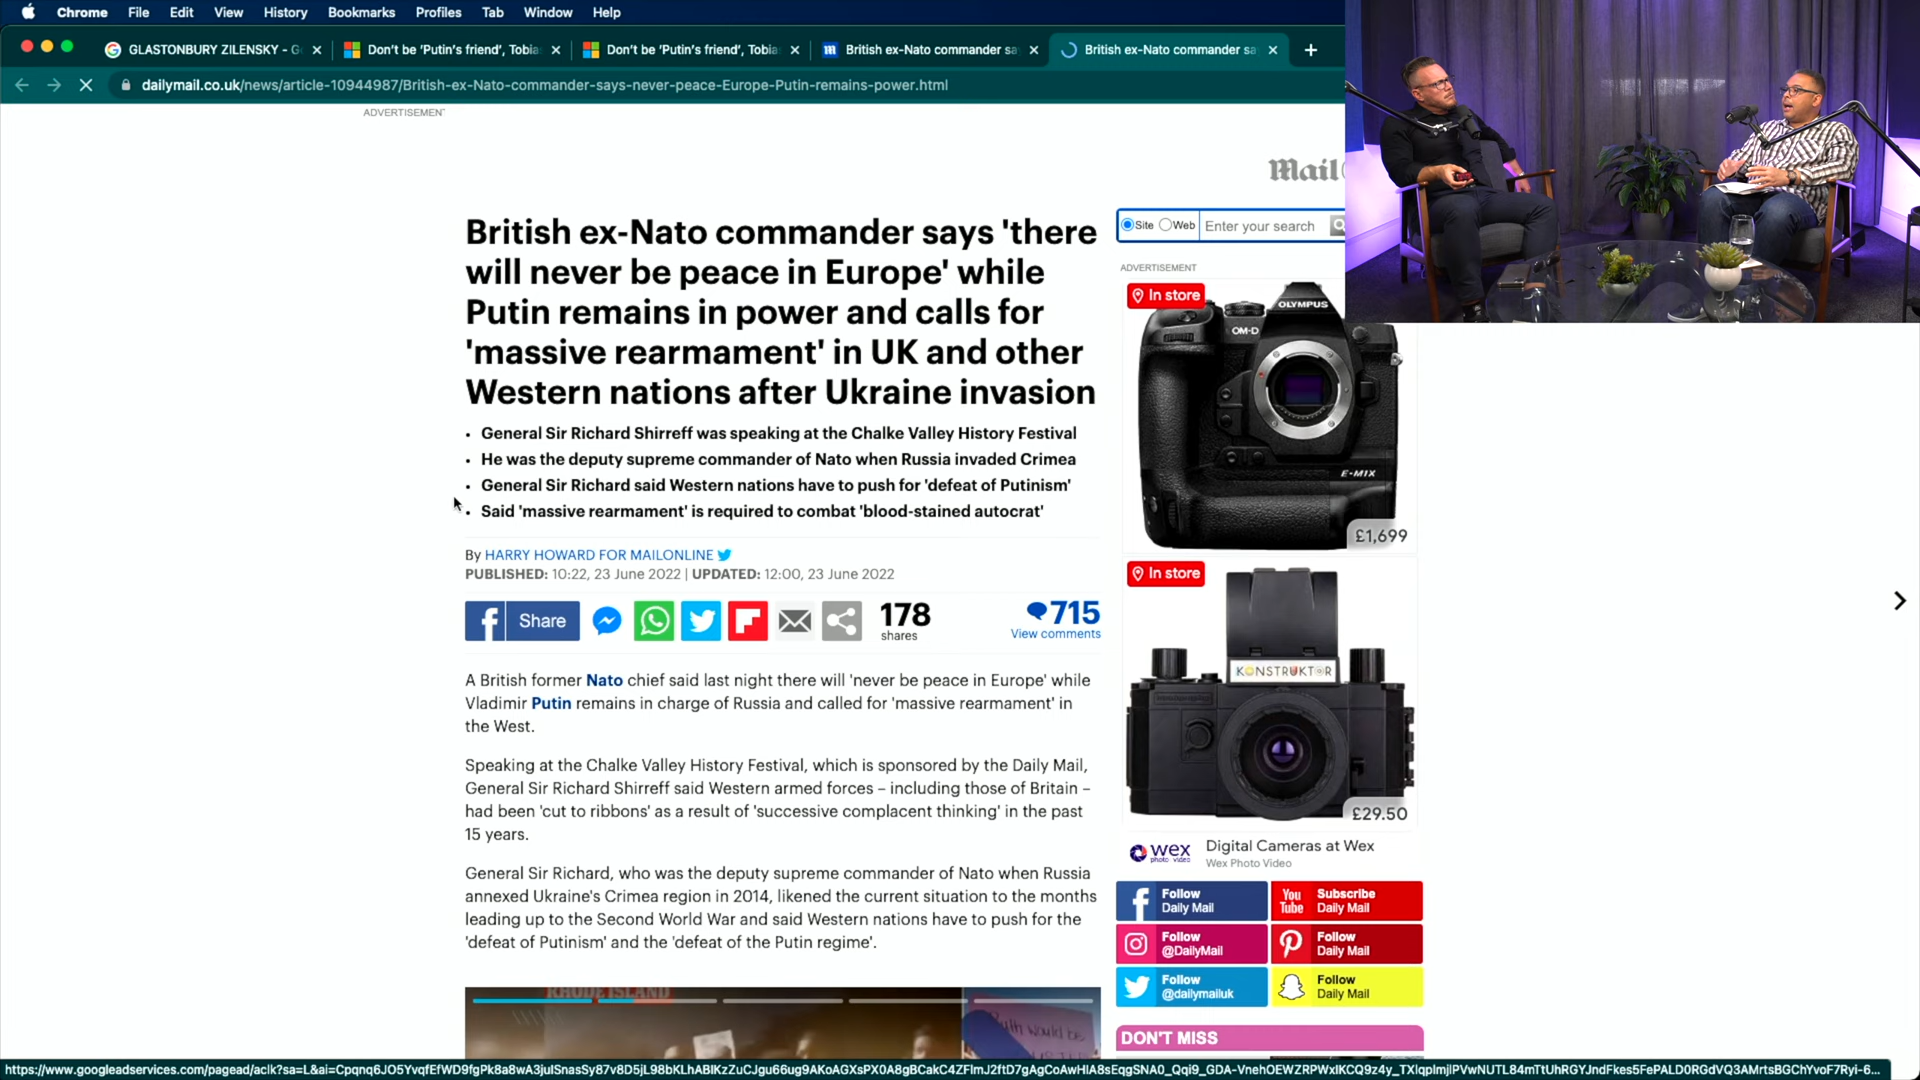 Chrome File Edit View History Bookmarks Profiles Tab Window Help
GLASTONBURY ZILENSKY - G
Don't be 'Putin's friend', Tobia
Don't be 'Putin's friend', Tobia
British ex-Nato commander sa
British ex-Nato commander sa
dailymail.co.uk/news/article-10944987/British-ex-Nato-commander-says-never-peace-Europe-Putin-remains-power.html
ADVERTISEMEN
Mail
British ex-Nato commander says 'there
will never be peace in Europe' while
Putin remains in power and calls for
'massive rearmament' in UK and other
Western nations after Ukraine invasion
• General Sir Richard Shirreff was speaking at the Chalke Valley History Festival
• He was the deputy supreme commander of Nato when Russia invaded Crimea
• General Sir Richard said Western nations have to push for 'defeat of Putinism'
• Said 'massive rearmament' is required to combat 'blood-stained autocrat'
By HARRY HOWARD FOR MAILONLINE
PUBLISHED: 10:22, 23 June 2022 | UPDATED: 12:00, 23 June 2022
Share
178
shares
715
View comments
A British former Nato chief said last night there will 'never be peace in Europe' while
Vladimir Putin remains in charge of Russia and called for 'massive rearmament' in
the West.
Speaking at the Chalke Valley History Festival, which is sponsored by the Daily Mail,
General Sir Richard Shirreff said Western armed forces – including those of Britain –
had been 'cut to ribbons' as a result of 'successive complacent thinking' in the past
15 years.
General Sir Richard, who was the deputy supreme commander of Nato when Russia
annexed Ukraine's Crimea region in 2014, likened the current situation to the months
leading up to the Second World War and said Western nations have to push for the
'defeat of Putinism' and the 'defeat of the Putin regime'.
RHODE ISLAND
Site Web Enter your search
ADVERTISEMENT
In store
OLYMPUS
OM-D
E-M1X
£1,699
In store
KONSTRUKTOR
£29.50
wex
photo video
Digital Cameras at Wex
Wex Photo Video
Follow
Daily Mail
You
Tube
Subscribe
Daily Mail
Follow
@DailyMail
Follow
Daily Mail
Follow
@dailymailuk
Follow
Daily Mail
DON'T MISS